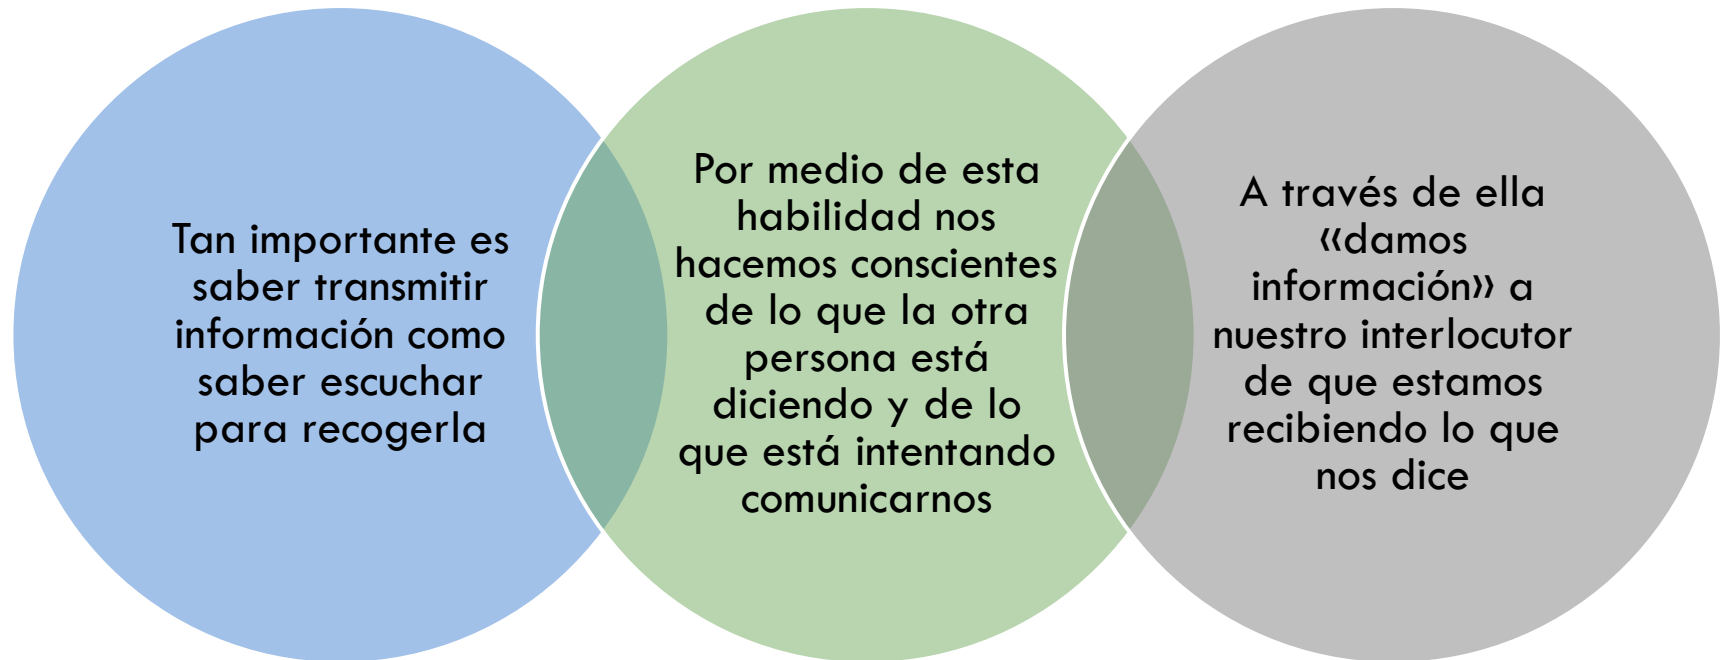 Tan importante es
saber transmitir
información como
saber escuchar
para recogerla
Por medio de esta
habilidad nos
hacemos conscientes
de lo que la otra
persona está
diciendo y de lo
que está intentando
comunicarnos
A través de ella
«damos
información» a
nuestro interlocutor
de que estamos
recibiendo lo que
nos dice